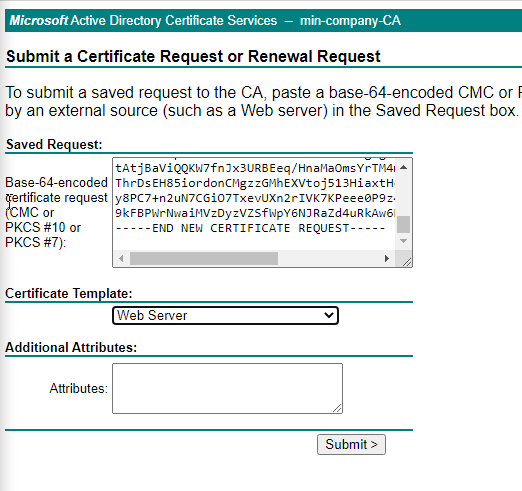 Microsoft Active Directory Certificate Services -- min-company-CA
Submit a Certificate Request or Renewal Request
To submit a saved request to the CA, paste a base-64-encoded CMC or
by an external source (such as a Web server) in the Saved Request box.
Saved Request:
Base-64-encoded
certificate request
(CMC or
PKCS #10 or
PKCS #7):
tAtjBaViQQKW7fnJx3URBEeq/HnaMaOmsYrTM4
ThrDsEH85iordonCMgzzGMhEXVtoj513HiaxtH
y8PC7+n2uN7CGiO7TxevUXn2rIVK7KPeee0P9z
9kFBPWrNwaiMVzDyzVZSfWpY6NJRaZd4uRkAw6
-----END NEW CERTIFICATE REQUEST-----
Certificate Template:
Web Server
Additional Attributes:
Attributes:
Submit >